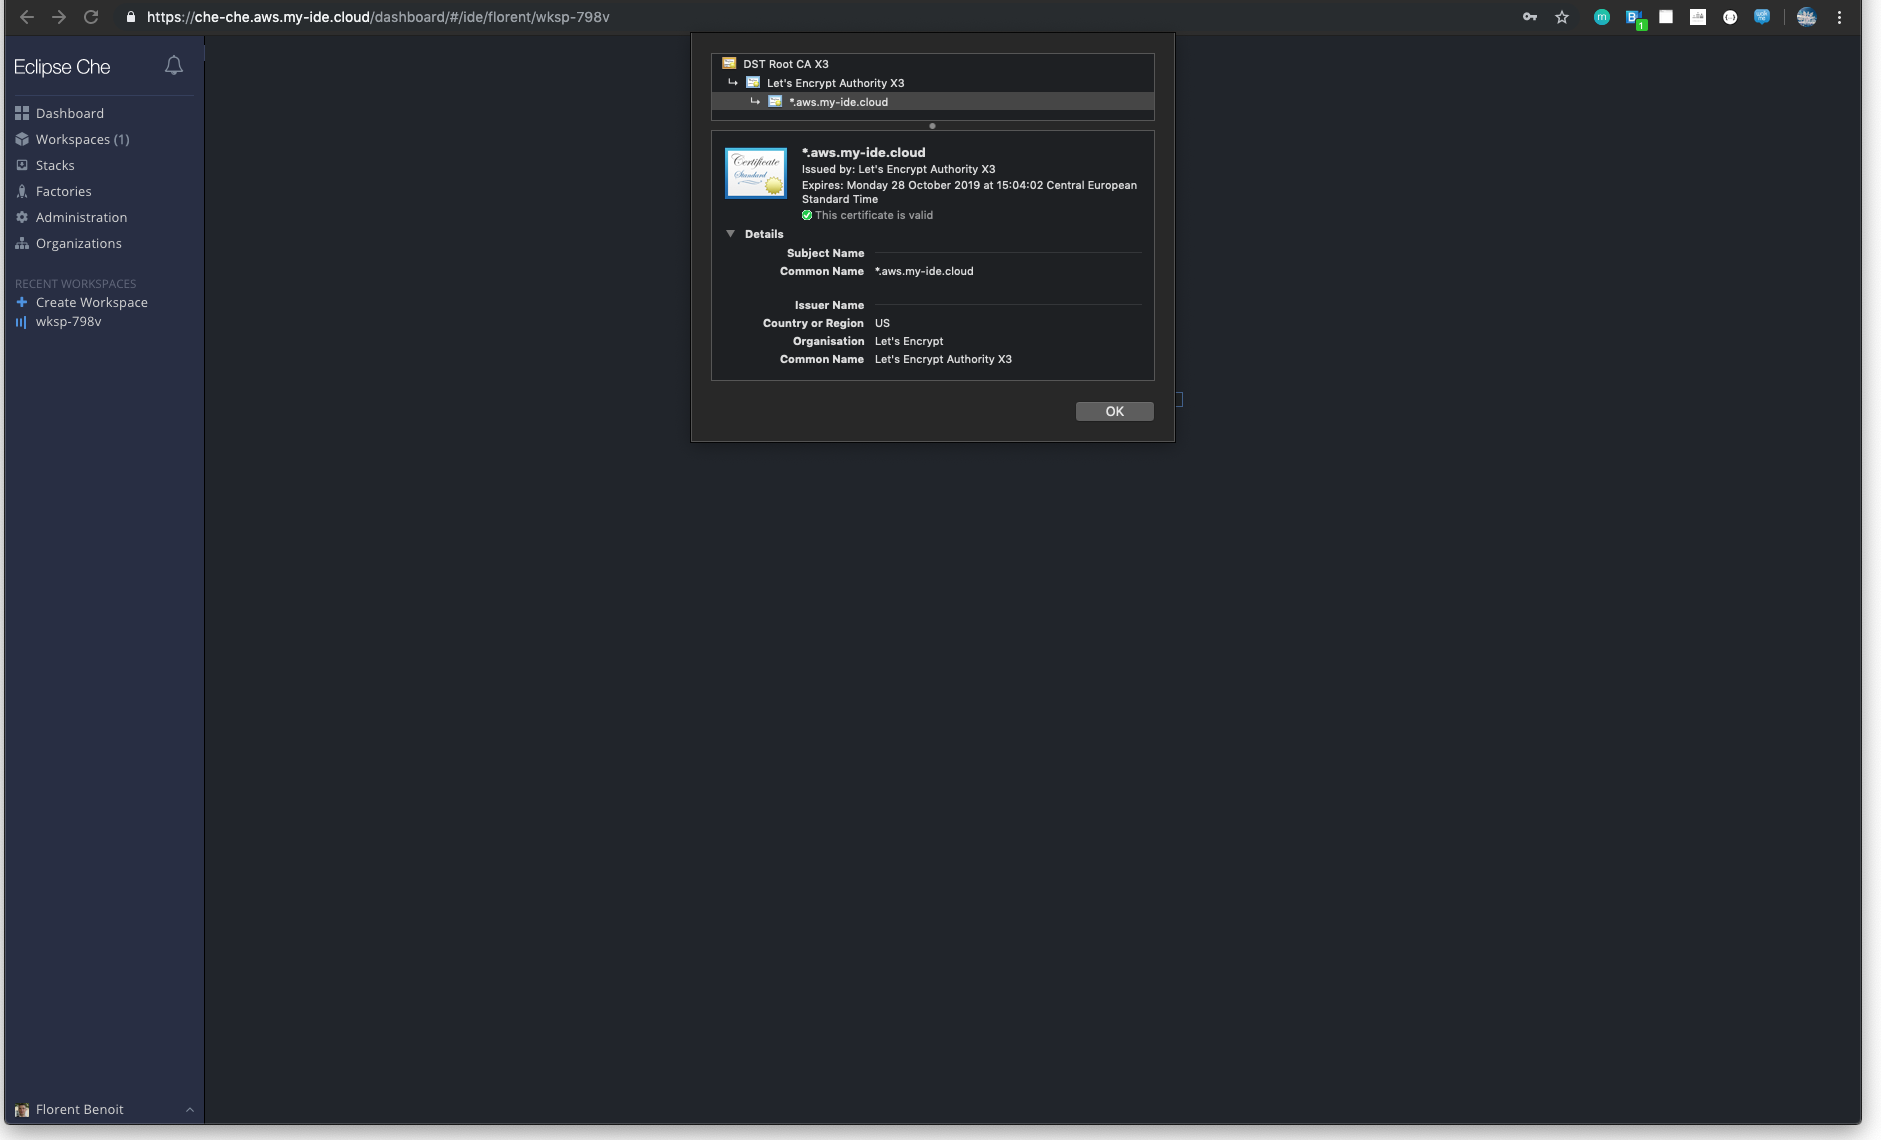 https://che-che.aws.my-ide.cloud/dashboard/#/ide/florent/wksp-798v
Eclipse Che
Dashboard
Workspaces (1)
Stacks
Factories
Administration
Organizations
RECENT WORKSPACES
Create Workspace
wksp-798v
Florent Benoit
DST Root CA X3
Let's Encrypt Authority X3
*.aws.my-ide.cloud
Certificate
Standard
*.aws.my-ide.cloud
Issued by: Let's Encrypt Authority X3
Expires: Monday 28 October 2019 at 15:04:02 Central European
Standard Time
This certificate is valid
Details
Subject Name
Common Name *.aws.my-ide.cloud
Issuer Name
Country or Region US
Organisation Let's Encrypt
Common Name Let's Encrypt Authority X3
OK
m
B
1